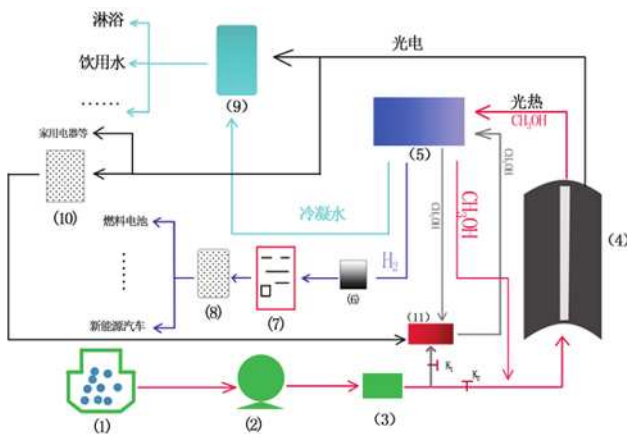 淋浴
饮用水
……
(9)
光电
光热
CH₃OH
家用电器等
(5)
CH₃OH
CH₃OH
(10)
冷凝水
CH₃OH
(4)
燃料电池
……
H₂
(8)
(7)
(6)
(11)
新能源汽车
K₁
K₂
(1)
(2)
(3)